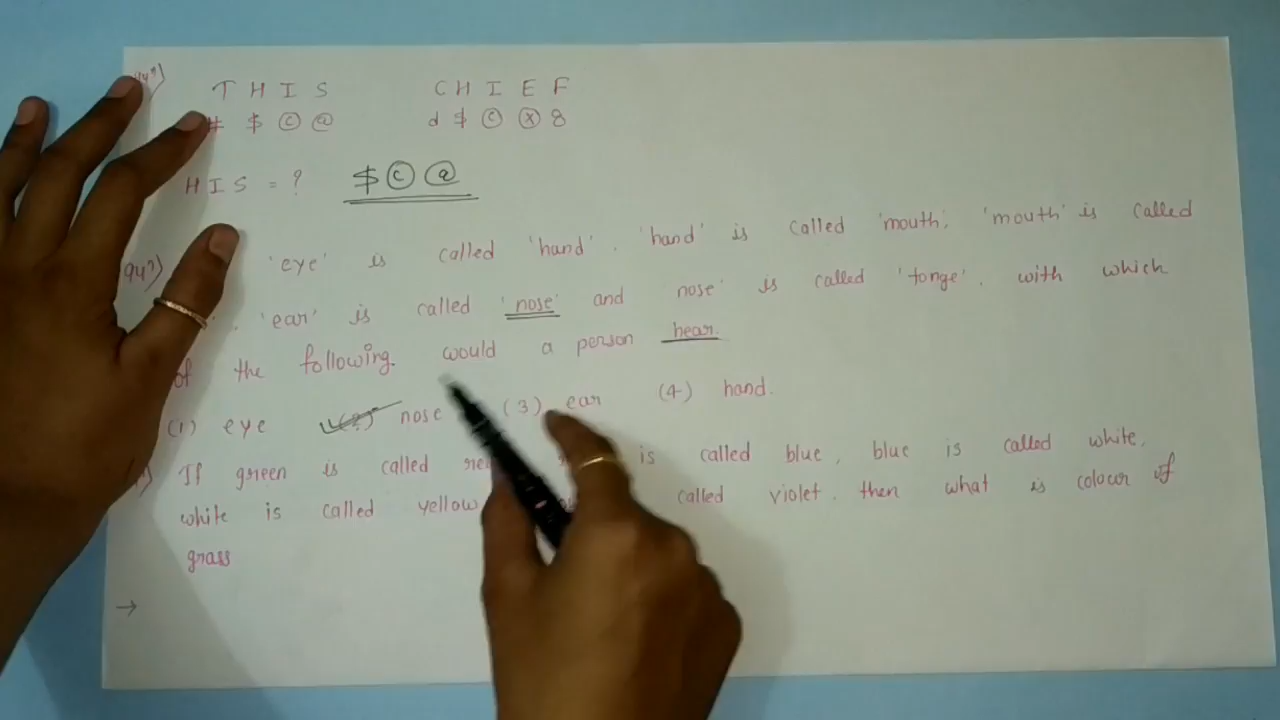 T H I S C H I E F
# $ © @ d $ © ⓧ 8
H I S = ? $ © @
'eye' is called 'hand'. 'hand' is called 'mouth', 'mouth' is called
'ear' is called 'nose' and nose' is called 'tonge'. with which
of the following. would a person hear.
(1) eye (2) nose (3) ear (4) hand.
If green is called is called blue, blue is called white,
white is called yellow called violet. then what is colour of
grass
→